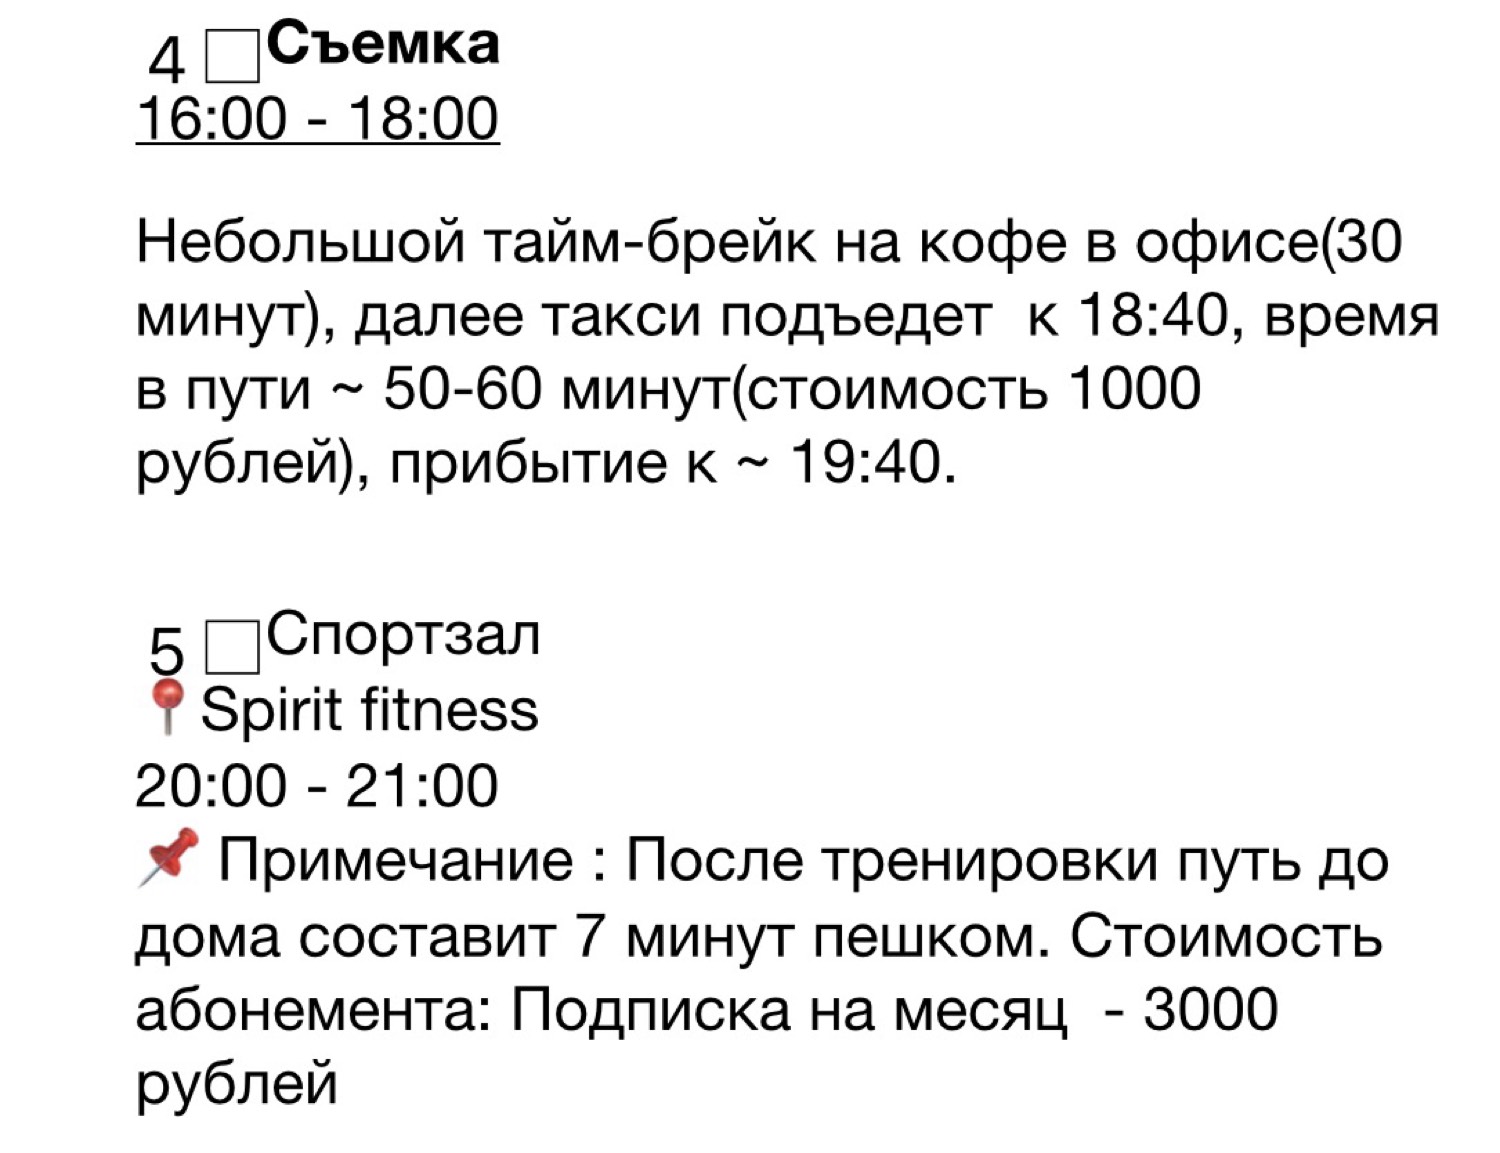 4 ☐Съемка
16:00 - 18:00
Небольшой тайм-брейк на кофе в офисе(30
минут), далее такси подъедет  к 18:40, время
в пути ~ 50-60 минут(стоимость 1000
рублей), прибытие к ~ 19:40.
5 ☐Спортзал
📍Spirit fitness
20:00 - 21:00
📌 Примечание : После тренировки путь до
дома составит 7 минут пешком. Стоимость
абонемента: Подписка на месяц  - 3000
рублей